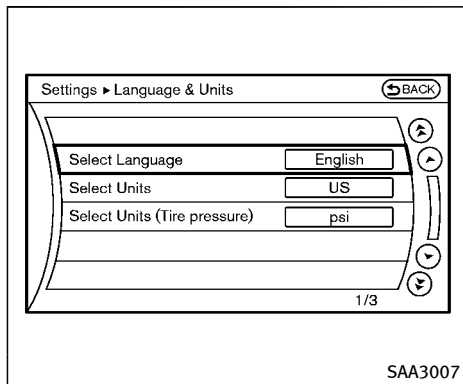 Settings ▸ Language & Units
BACK
Select Language English
Select Units US
Select Units (Tire pressure) psi
1/3
SAA3007